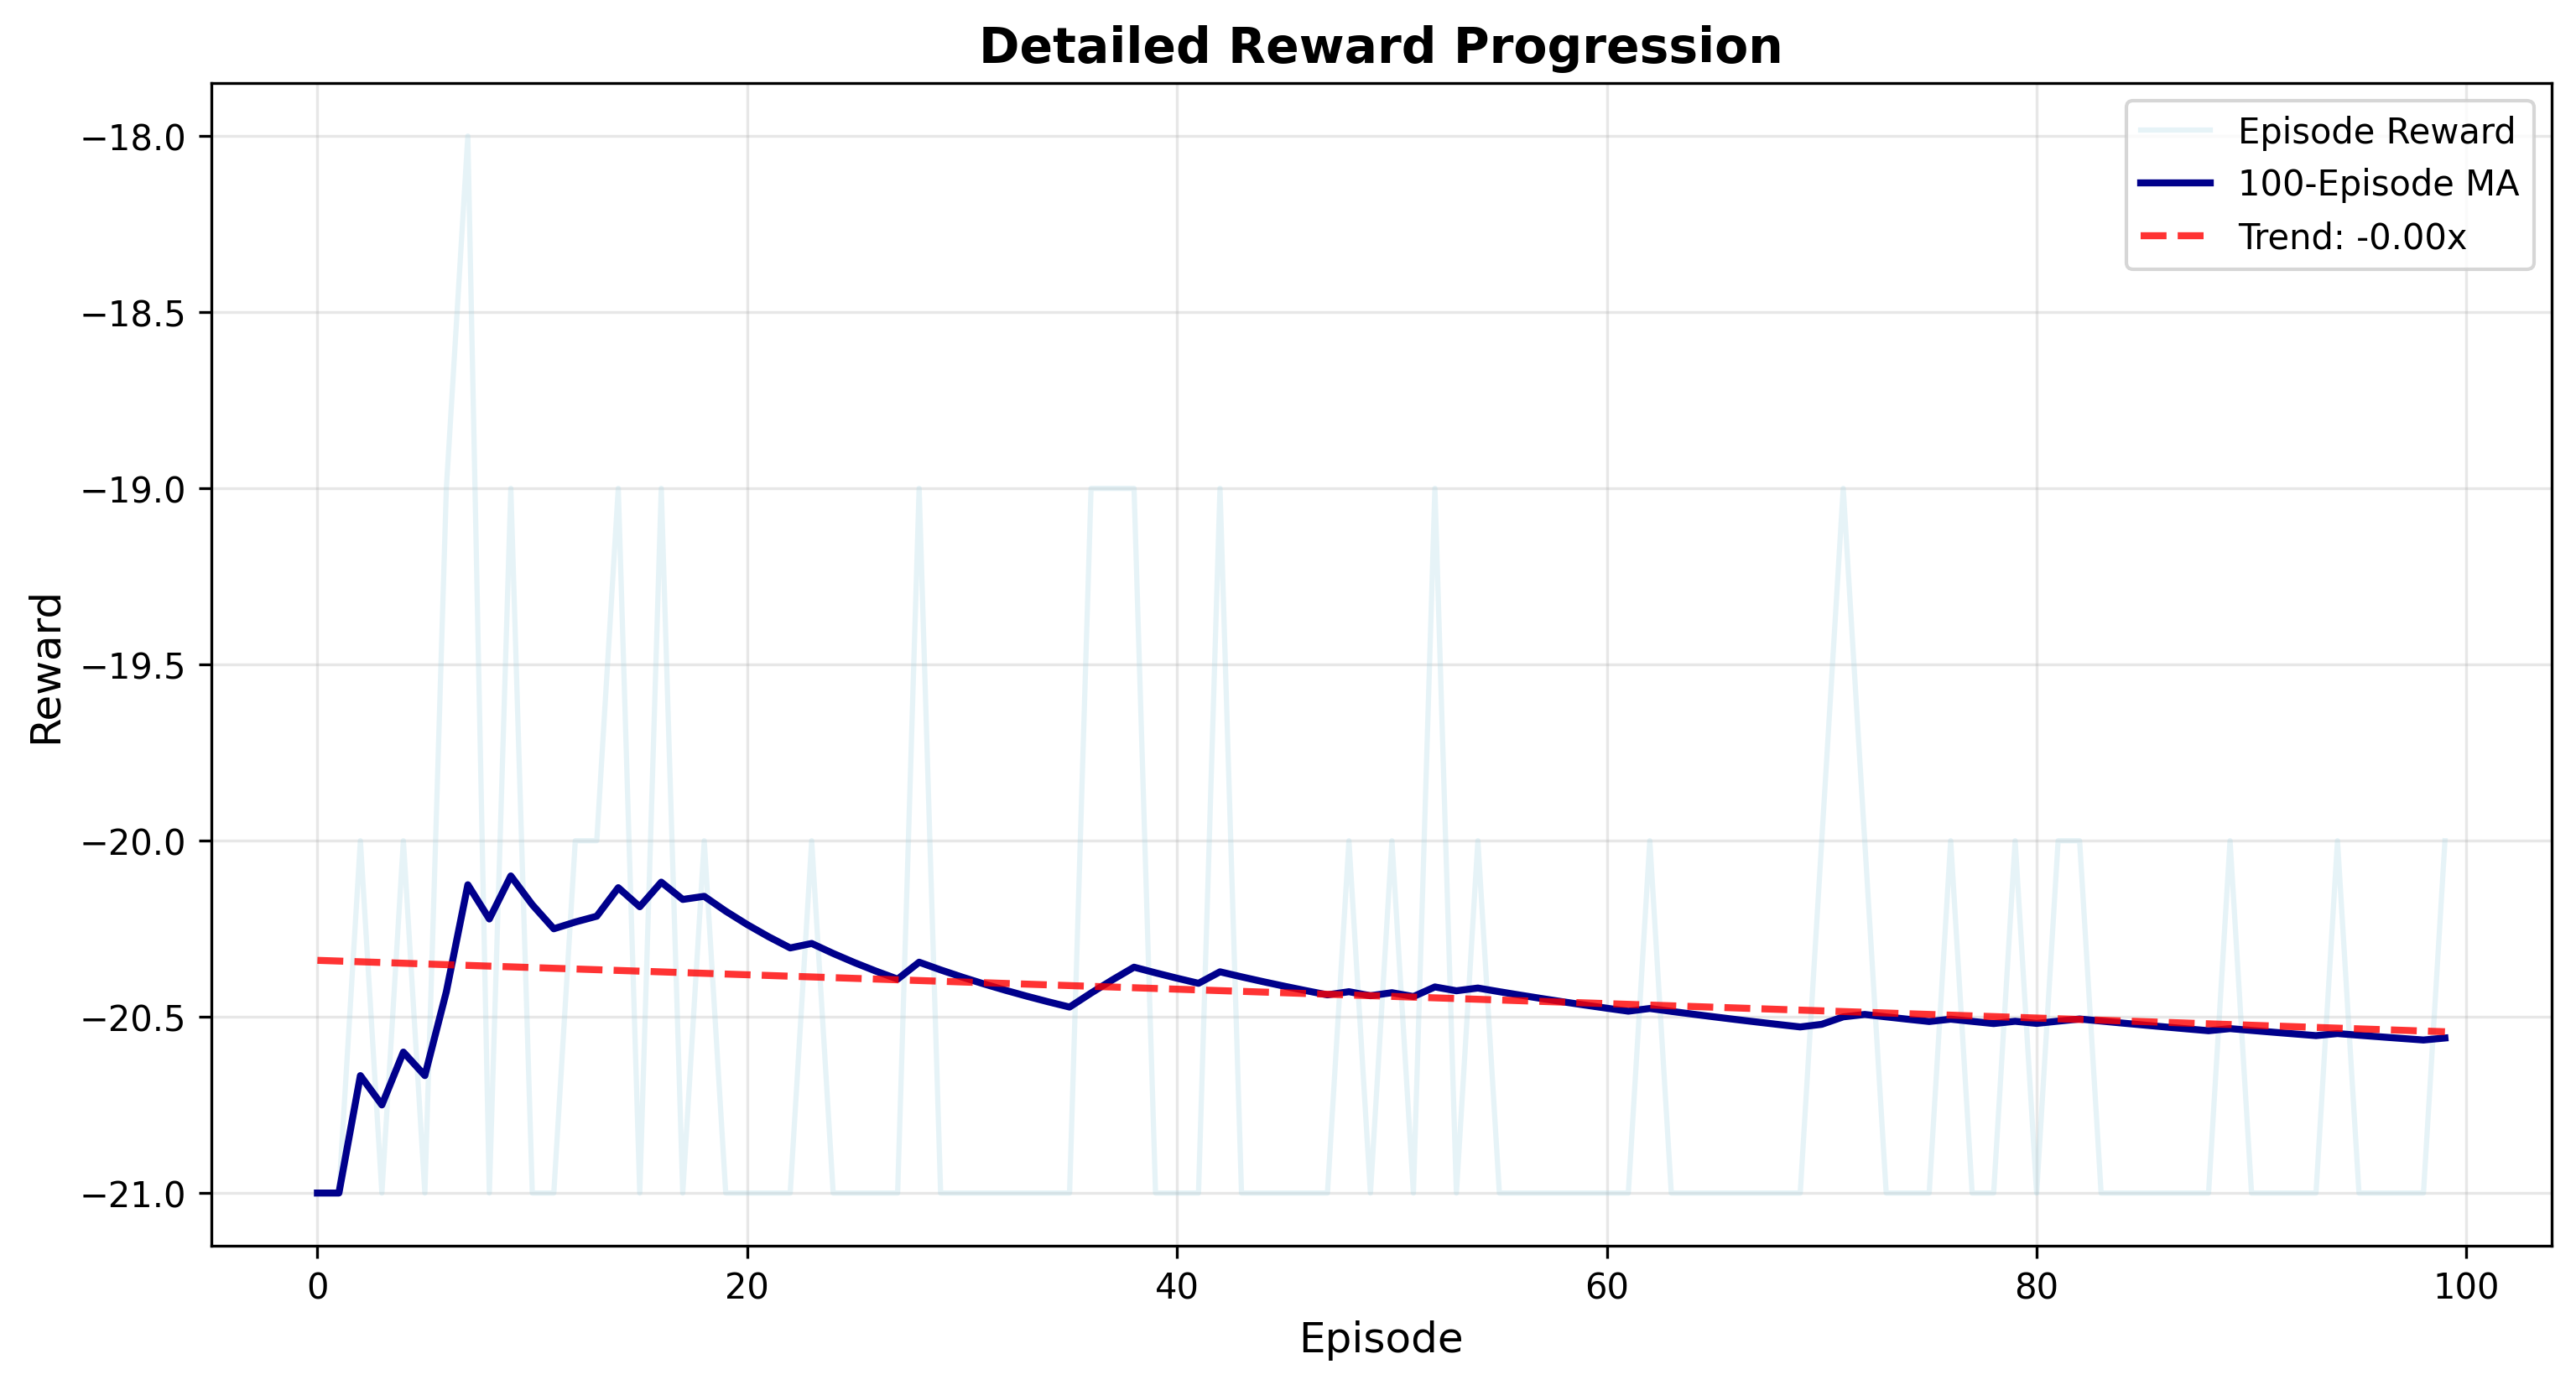 Detailed Reward Progression
Episode Reward
100-Episode MA
Trend: -0.00x
Reward
−18.0
−18.5
−19.0
−19.5
−20.0
−20.5
−21.0
0 20 40 60 80 100
Episode